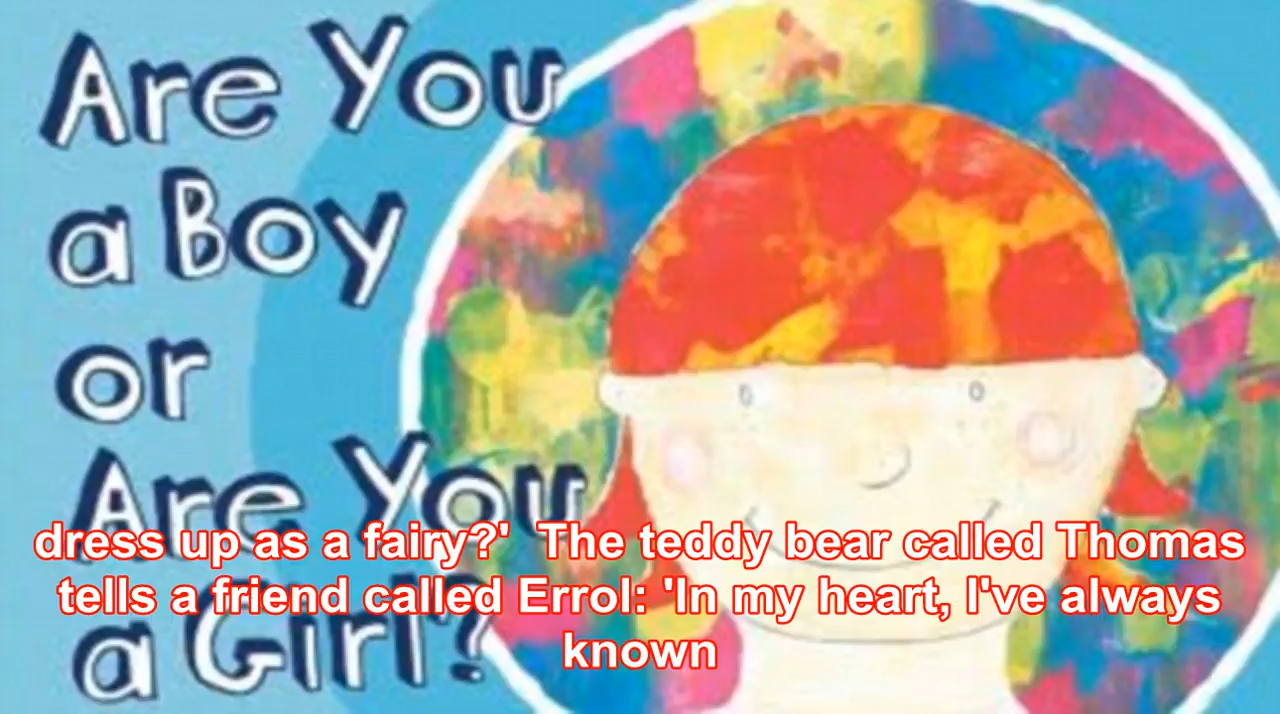 Are You
a Boy
or
Are You
a Girl?
dress up as a fairy?'  The teddy bear called Thomas
tells a friend called Errol: 'In my heart, I've always
known